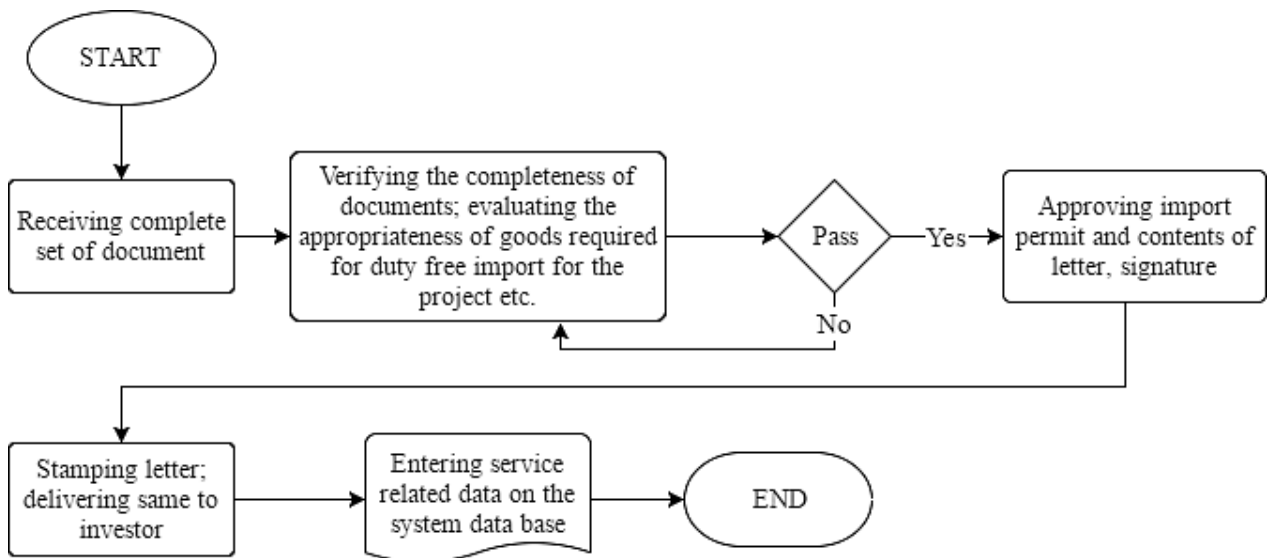 START
Receiving complete
set of document
Verifying the completeness of
documents; evaluating the
appropriateness of goods required
for duty free import for the
project etc.
Pass
Yes
No
Approving import
permit and contents of
letter, signature
Stamping letter;
delivering same to
investor
Entering service
related data on the
system data base
END